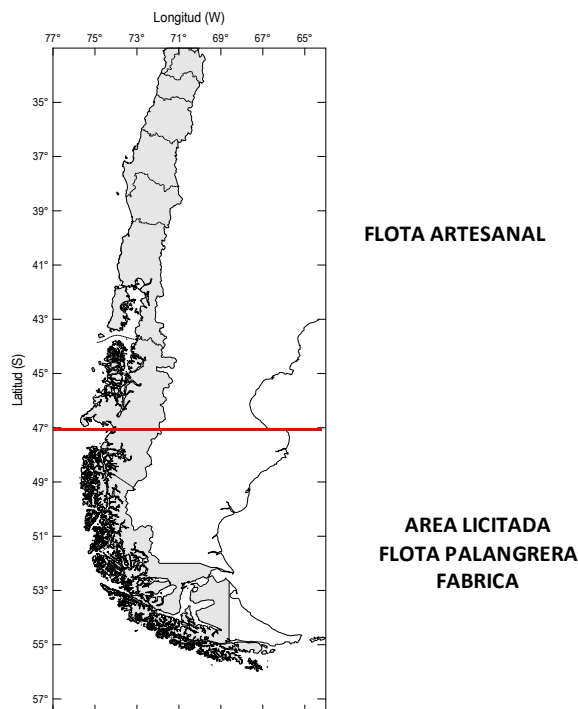 Longitud (W)
77° 75° 73° 71° 69° 67° 65°
35°
37°
39°
FLOTA ARTESANAL
41°
43°
Latitud (S)
45°
47°
49°
51°
AREA LICITADA
FLOTA PALANGRERA
53°
FABRICA
55°
57°